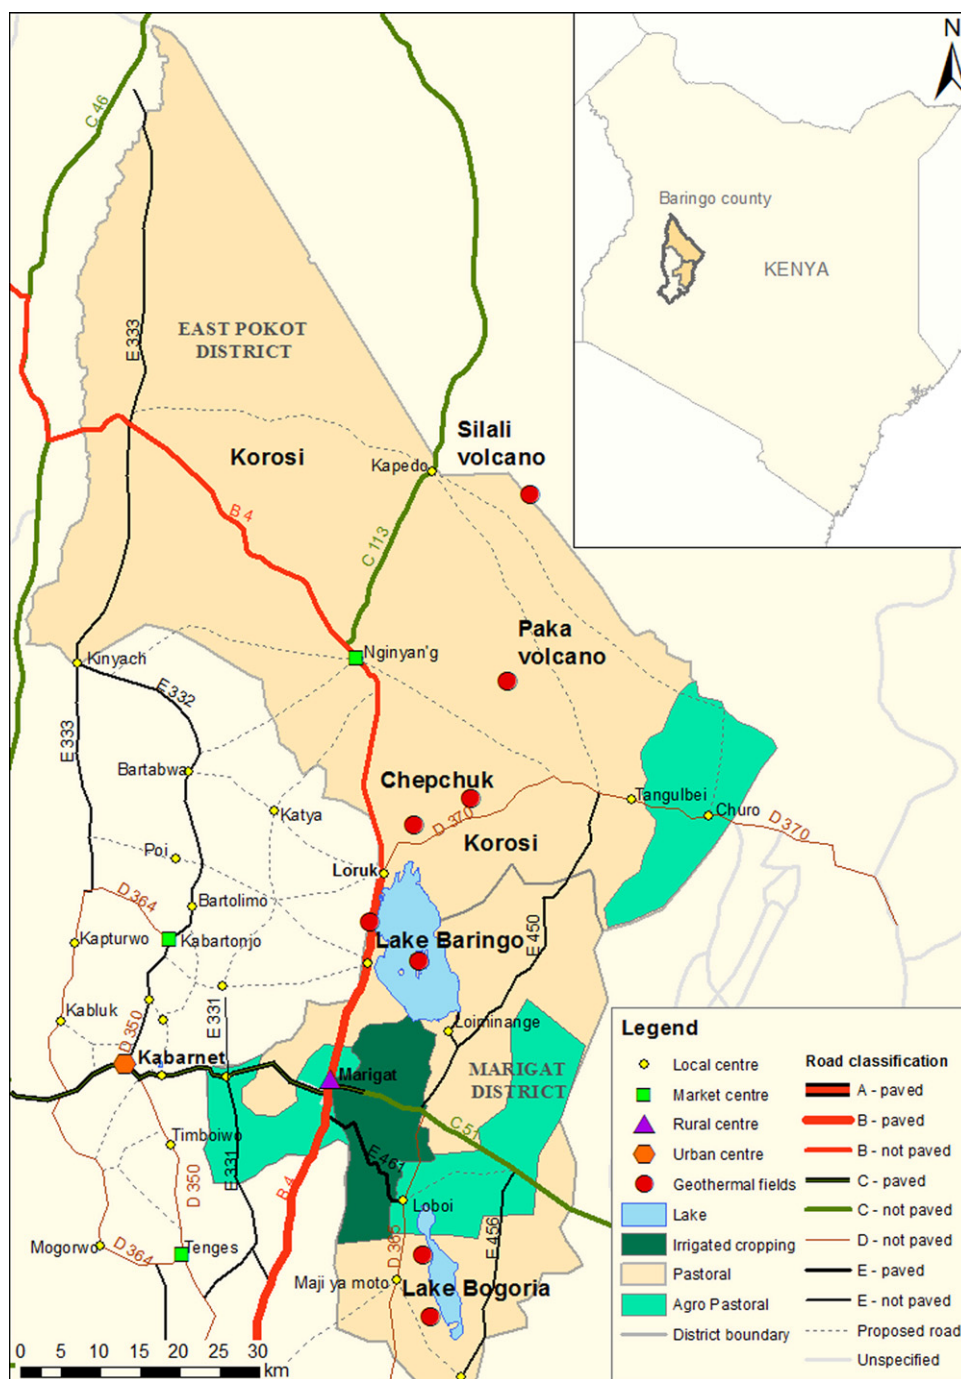 N
Baringo county
KENYA
C 46
E 333
EAST POKOT
DISTRICT
Silali
volcano
Korosi
Kapedo
B 4
C 113
Paka
volcano
Nginyan'g
Kinyach
E 332
E 333
Bartabwa
Chepchuk
Tangulbei
Katya
Churo
D 370
D 370
Korosi
Poi
Loruk
D 364
Bartolimo
Kapturwo
Kabartonjo
Lake Baringo
E 450
Kabluk
D 350
E 331
Loiminange
Kabarnet
Marigat
MARIGAT
DISTRICT
C 51
Timboiwo
E 461
E 331
D 350
Loboi
B 4
E 456
D 365
Mogorwo
D 364
Tenges
Maji ya moto
Lake Bogoria
0 5 10 15 20 25 30
km
Legend
Local centre
Market centre
Rural centre
Urban centre
Geothermal fields
Lake
Irrigated cropping
Pastoral
Agro Pastoral
District boundary
Road classification
A - paved
B - paved
B - not paved
C - paved
C - not paved
D - not paved
E - paved
E - not paved
Proposed road
Unspecified